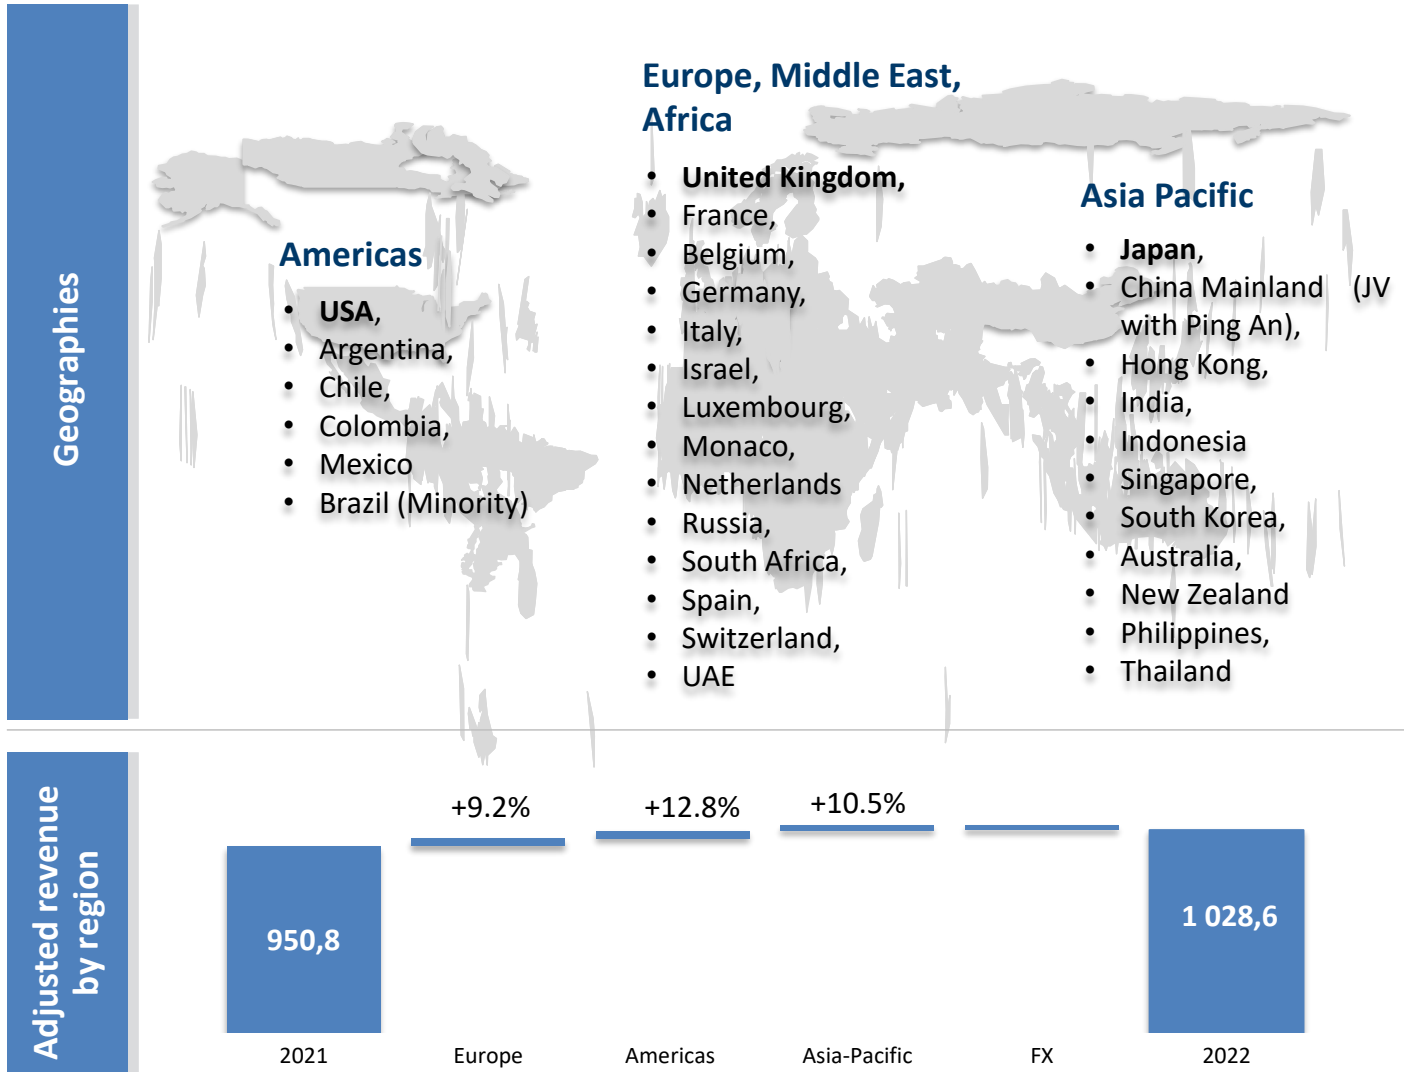 Geographies
Americas
• USA,
• Argentina,
• Chile,
• Colombia,
• Mexico
• Brazil (Minority)
Europe, Middle East,
Africa
• United Kingdom,
• France,
• Belgium,
• Germany,
• Italy,
• Israel,
• Luxembourg,
• Monaco,
• Netherlands
• Russia,
• South Africa,
• Spain,
• Switzerland,
• UAE
Asia Pacific
• Japan,
• China Mainland (JV
with Ping An),
• Hong Kong,
• India,
• Indonesia
• Singapore,
• South Korea,
• Australia,
• New Zealand
• Philippines,
• Thailand
Adjusted revenue
by region
+9.2%
+12.8%
+10.5%
950,8
1 028,6
2021
Europe
Americas
Asia-Pacific
FX
2022